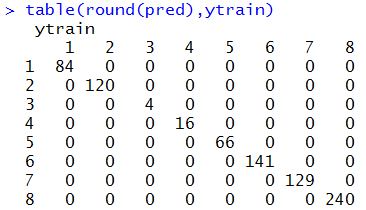 > table(round(pred),ytrain)
ytrain
1 2 3 4 5 6 7 8
1 84 0 0 0 0 0 0 0
2 0 120 0 0 0 0 0 0
3 0 0 4 0 0 0 0 0
4 0 0 0 16 0 0 0 0
5 0 0 0 0 66 0 0 0
6 0 0 0 0 0 141 0 0
7 0 0 0 0 0 0 129 0
8 0 0 0 0 0 0 0 240